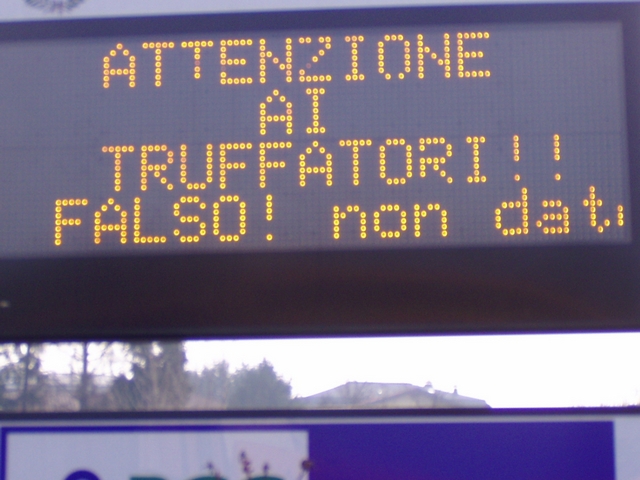 ATTENZIONE
AI
TRUFFATORI!!
FALSO! non dat